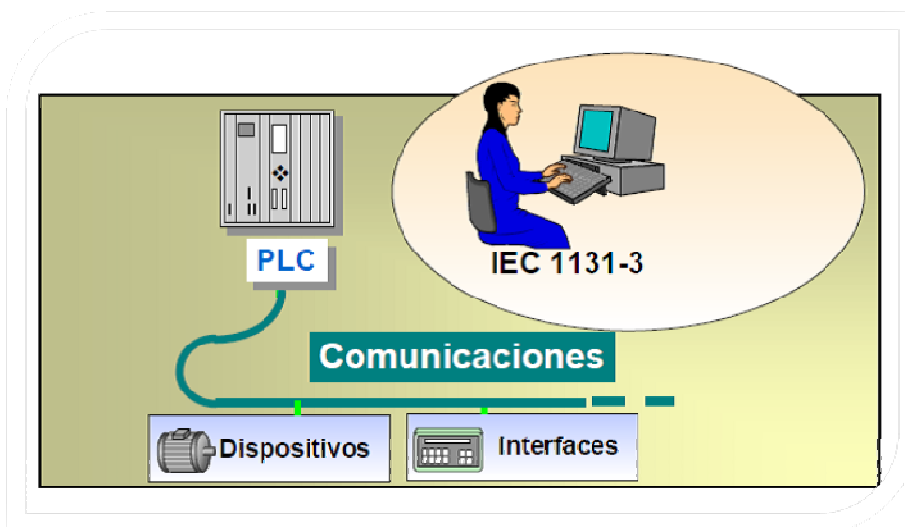 IEC 1131-3
PLC
Comunicaciones
Dispositivos
Interfaces